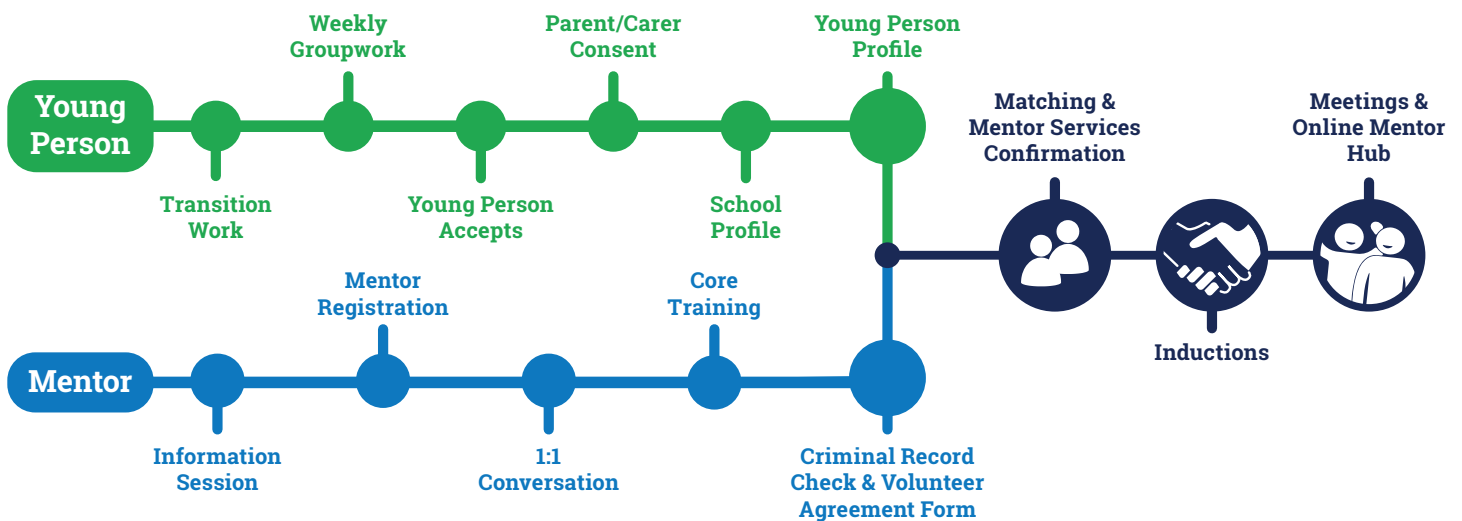 Young
Person
Transition
Work
Weekly
Groupwork
Young Person
Accepts
Parent/Carer
Consent
School
Profile
Young Person
Profile
Mentor
Information
Session
Mentor
Registration
1:1
Conversation
Core
Training
Criminal Record
Check & Volunteer
Agreement Form
Matching &
Mentor Services
Confirmation
Inductions
Meetings &
Online Mentor
Hub